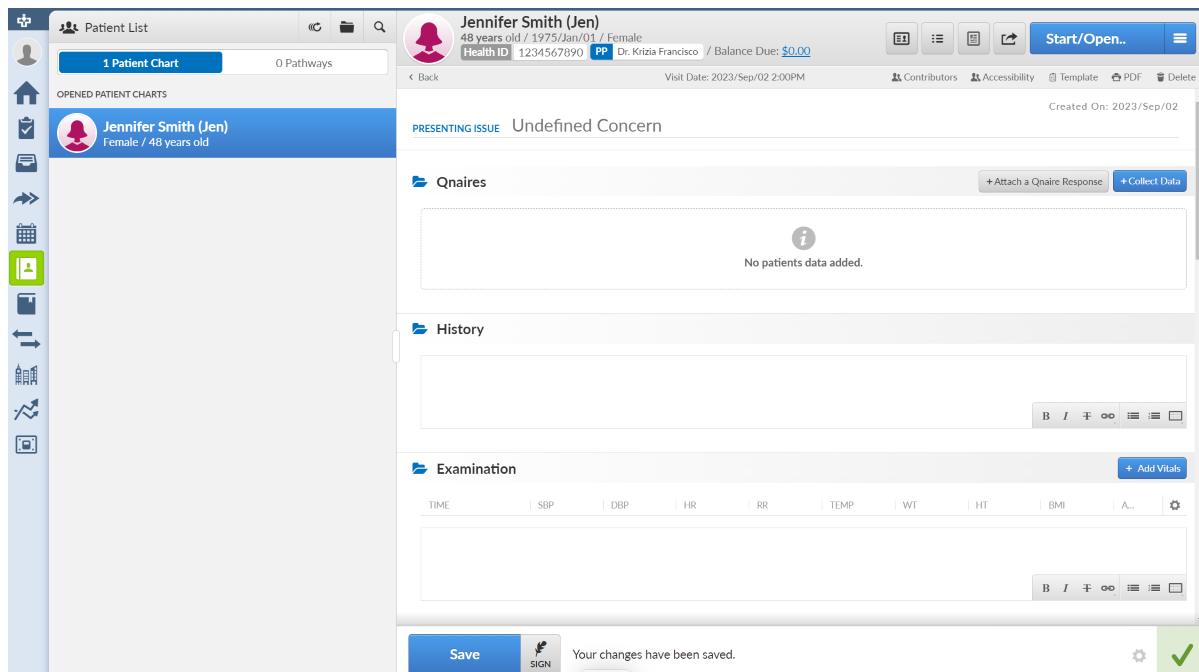 Patient List
1 Patient Chart
0 Pathways
OPENED PATIENT CHARTS
Jennifer Smith (Jen)
Female / 48 years old
Jennifer Smith (Jen)
48 years old / 1975/Jan/01 / Female
Health ID 1234567890 PP Dr. Krizia Francisco / Balance Due: $0.00
Start/Open..
Back
Visit Date: 2023/Sep/02 2:00PM
Contributors
Accessibility
Template
PDF
Delete
Created On: 2023/Sep/02
PRESENTING ISSUE Undefined Concern
Qnaires
+ Attach a Qnaire Response
+ Collect Data
No patients data added.
History
B I T
Examination
+ Add Vitals
TIME SBP DBP HR RR TEMP WT HT BMI A...
B I T
Save
SIGN
Your changes have been saved.